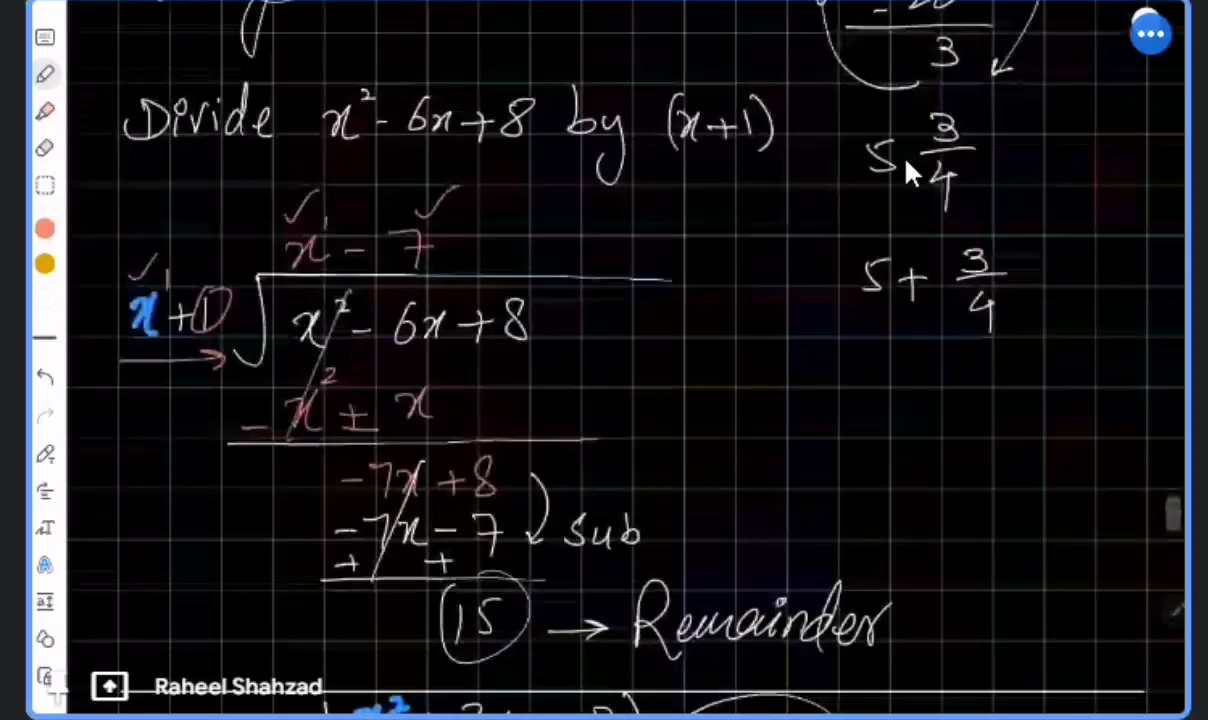 3
Divide x² - 6x + 8 by (x+1)
5 3/4
x - 7
x + 1 √ x² - 6x + 8
5 + 3/4
- x² ± x
-7x + 8
-7x - 7 sub
+ +
15 → Remainder
Raheel Shahzad